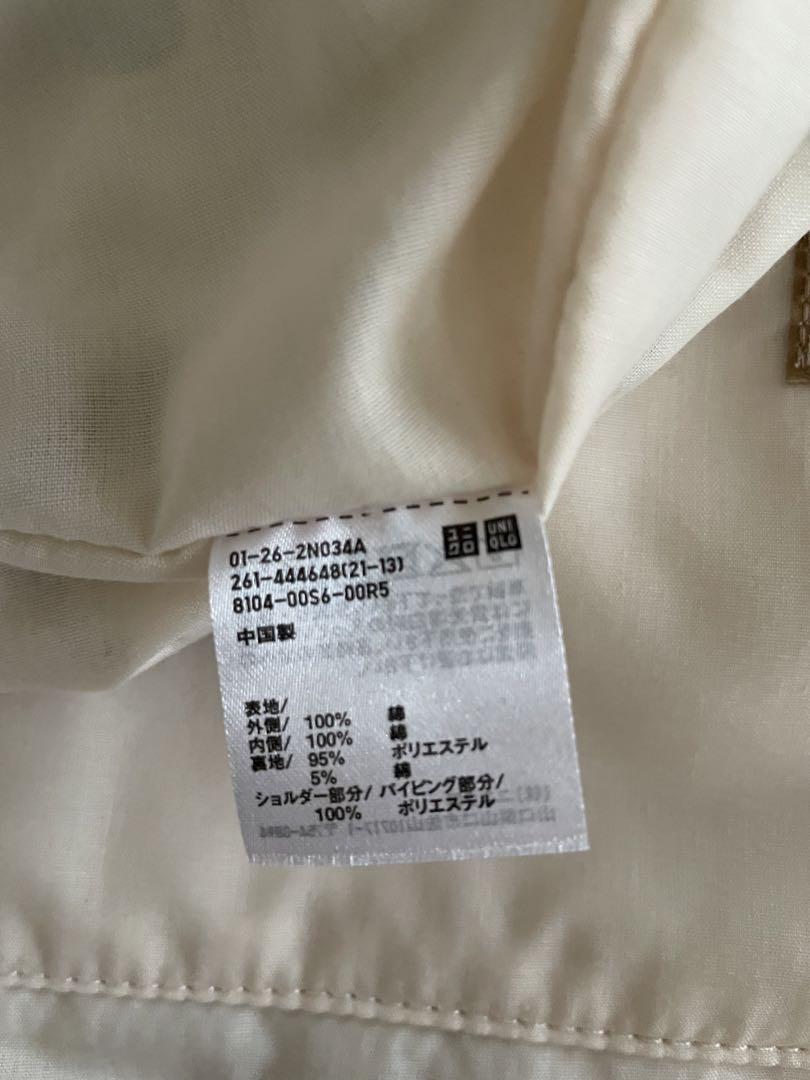 01-26-2N034A
ユニクロ UNIQLO
261-444648(21-13)
8104-00S6-00R5
中国製
表地/
外側/ 100% 綿
内側/ 100% 綿
裏地/ 95% ポリエステル
5% 綿
ショルダー部分/ パイピング部分/
100% ポリエステル